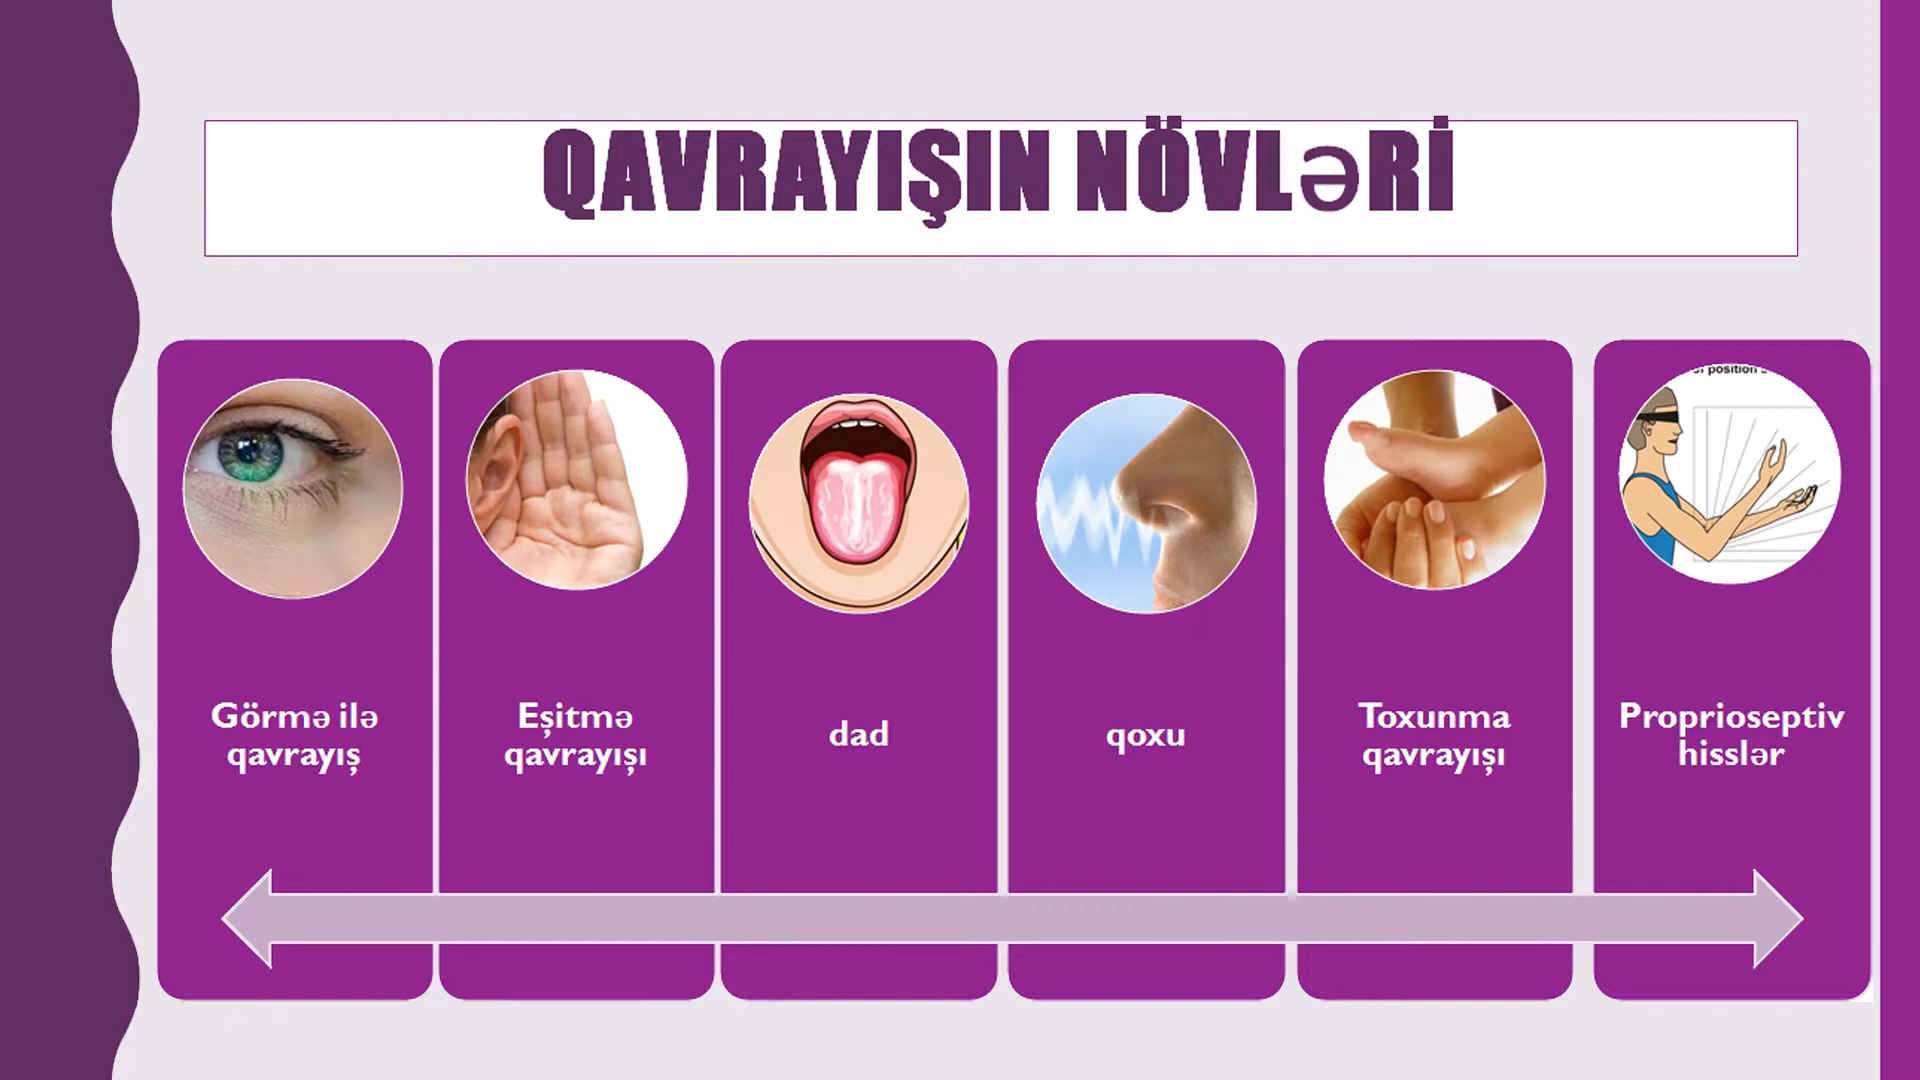 QAVRAYIŞIN NÖVLƏRİ
position
Görmə ilə
qavrayış
Eşitmə
qavrayışı
dad
qoxu
Toxunma
qavrayışı
Proprioseptiv
hisslər